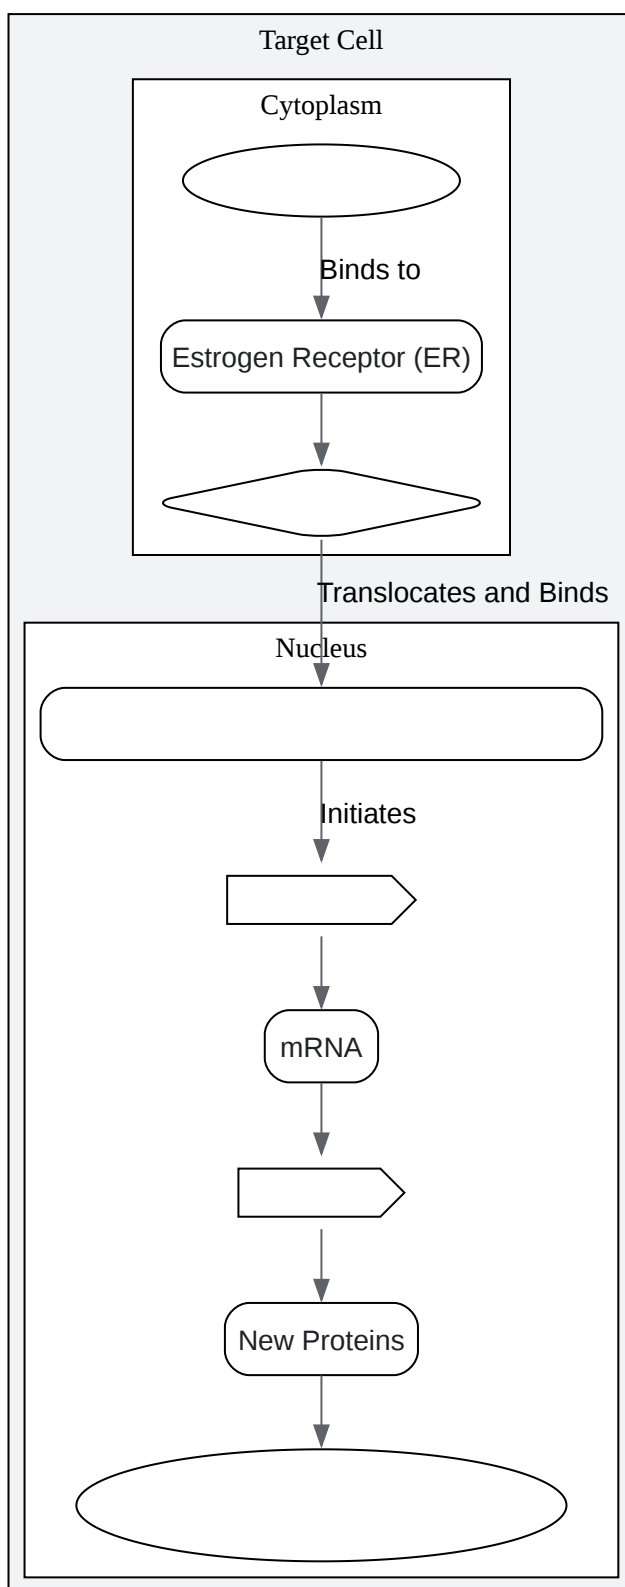 Target Cell
Cytoplasm
Binds to
Estrogen Receptor (ER)
Translocates and Binds
Nucleus
Initiates
mRNA
New Proteins